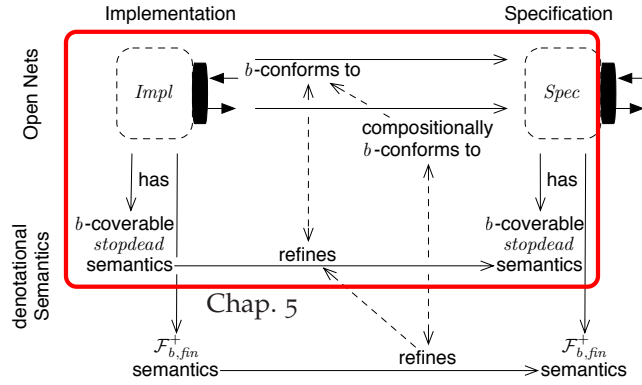 Implementation
Specification
Open Nets
Impl
b-conforms to
Spec
compositionally
b-conforms to
has
has
b-coverable
stopdead
semantics
refines
b-coverable
stopdead
semantics
denotational
Semantics
Chap. 5
F⁺_{b,fin}
semantics
refines
F⁺_{b,fin}
semantics